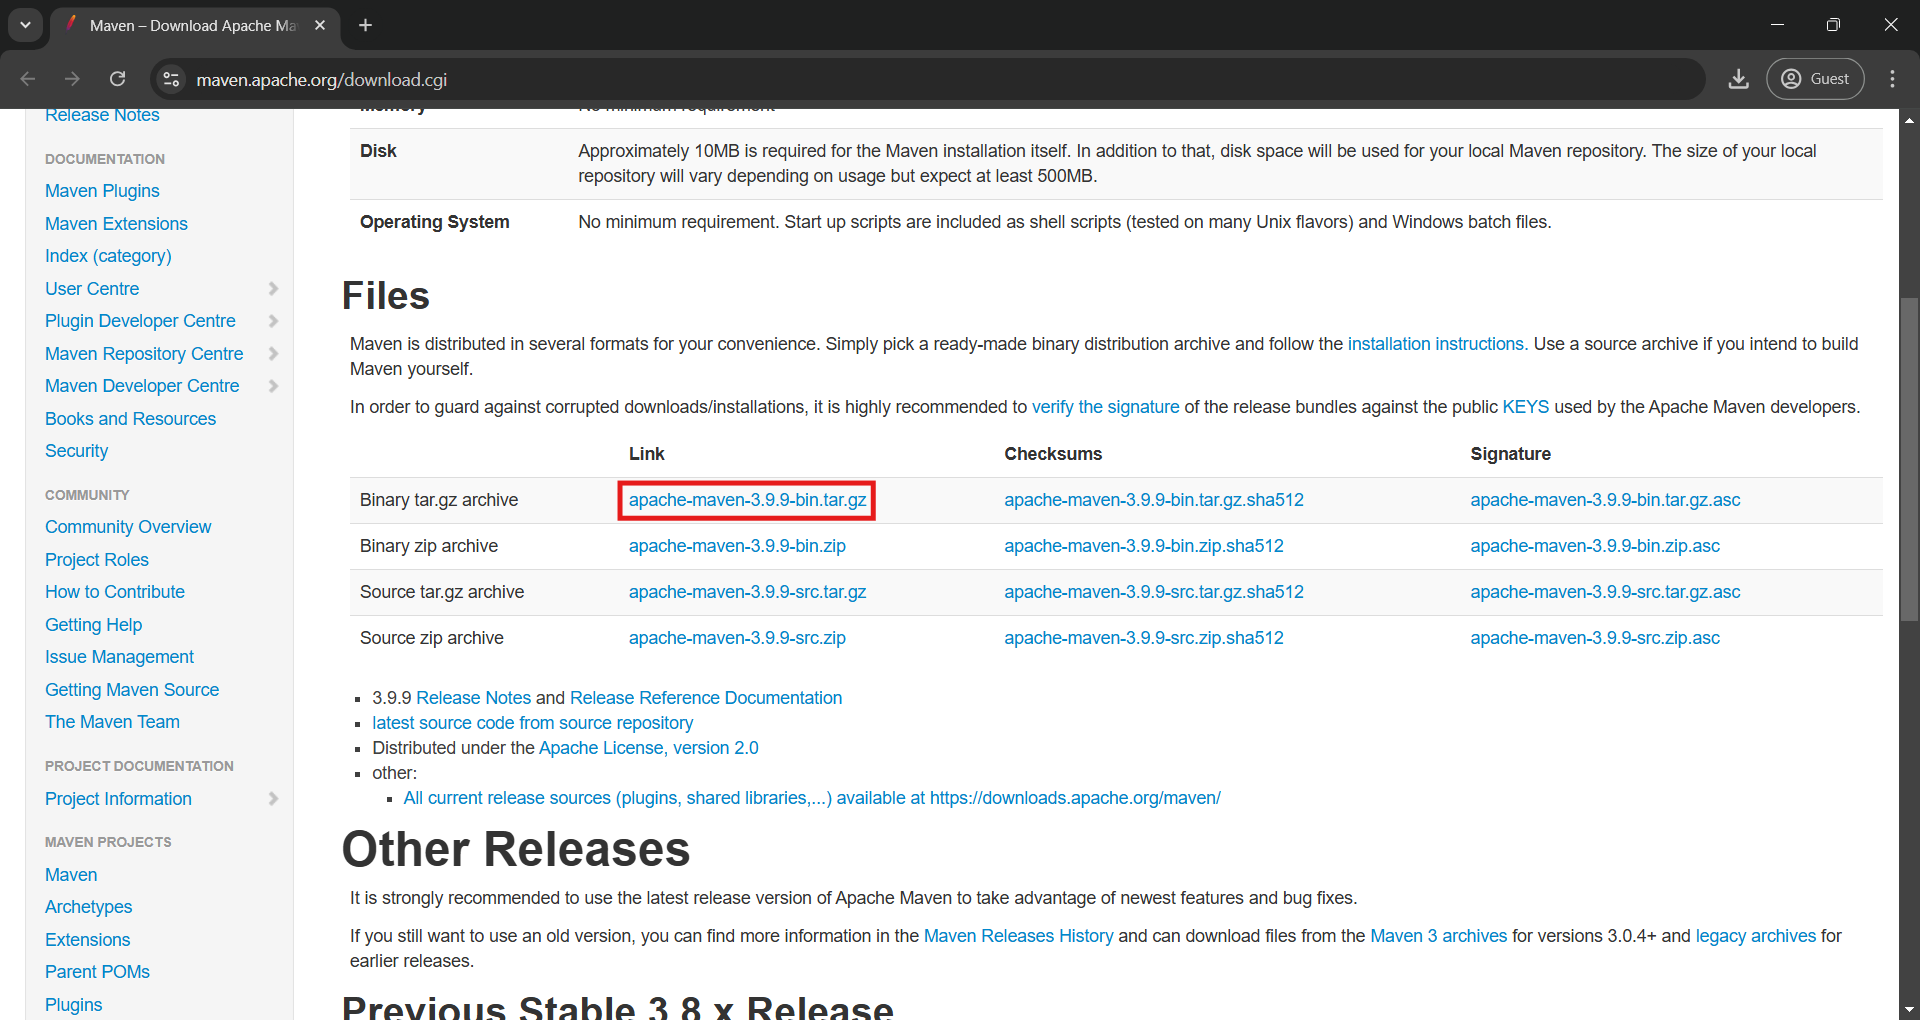 Maven – Download Apache Ma
maven.apache.org/download.cgi
Guest
Release Notes
DOCUMENTATION
Maven Plugins
Maven Extensions
Index (category)
User Centre
Plugin Developer Centre
Maven Repository Centre
Maven Developer Centre
Books and Resources
Security
COMMUNITY
Community Overview
Project Roles
How to Contribute
Getting Help
Issue Management
Getting Maven Source
The Maven Team
PROJECT DOCUMENTATION
Project Information
MAVEN PROJECTS
Maven
Archetypes
Extensions
Parent POMs
Plugins
Memory No minimum requirement
Disk Approximately 10MB is required for the Maven installation itself. In addition to that, disk space will be used for your local Maven repository. The size of your local
repository will vary depending on usage but expect at least 500MB.
Operating System No minimum requirement. Start up scripts are included as shell scripts (tested on many Unix flavors) and Windows batch files.
Files
Maven is distributed in several formats for your convenience. Simply pick a ready-made binary distribution archive and follow the installation instructions. Use a source archive if you intend to build
Maven yourself.
In order to guard against corrupted downloads/installations, it is highly recommended to verify the signature of the release bundles against the public KEYS used by the Apache Maven developers.
Link Checksums Signature
Binary tar.gz archive apache-maven-3.9.9-bin.tar.gz apache-maven-3.9.9-bin.tar.gz.sha512 apache-maven-3.9.9-bin.tar.gz.asc
Binary zip archive apache-maven-3.9.9-bin.zip apache-maven-3.9.9-bin.zip.sha512 apache-maven-3.9.9-bin.zip.asc
Source tar.gz archive apache-maven-3.9.9-src.tar.gz apache-maven-3.9.9-src.tar.gz.sha512 apache-maven-3.9.9-src.tar.gz.asc
Source zip archive apache-maven-3.9.9-src.zip apache-maven-3.9.9-src.zip.sha512 apache-maven-3.9.9-src.zip.asc
3.9.9 Release Notes and Release Reference Documentation
latest source code from source repository
Distributed under the Apache License, version 2.0
other:
All current release sources (plugins, shared libraries,...) available at https://downloads.apache.org/maven/
Other Releases
It is strongly recommended to use the latest release version of Apache Maven to take advantage of newest features and bug fixes.
If you still want to use an old version, you can find more information in the Maven Releases History and can download files from the Maven 3 archives for versions 3.0.4+ and legacy archives for
earlier releases.
Previous Stable 3.8.x Release